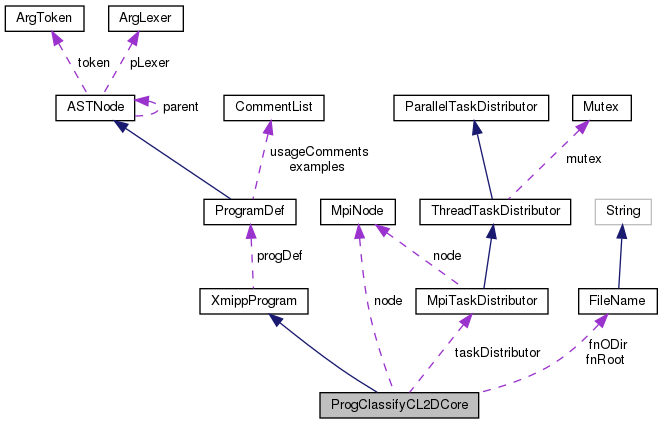 ArgToken
ArgLexer
token
pLexer
ASTNode
parent
CommentList
ParallelTaskDistributor
Mutex
usageComments
examples
mutex
ProgramDef
MpiNode
ThreadTaskDistributor
String
progDef
node
XmippProgram
MpiTaskDistributor
FileName
node
taskDistributor
fnODir
fnRoot
ProgClassifyCL2DCore